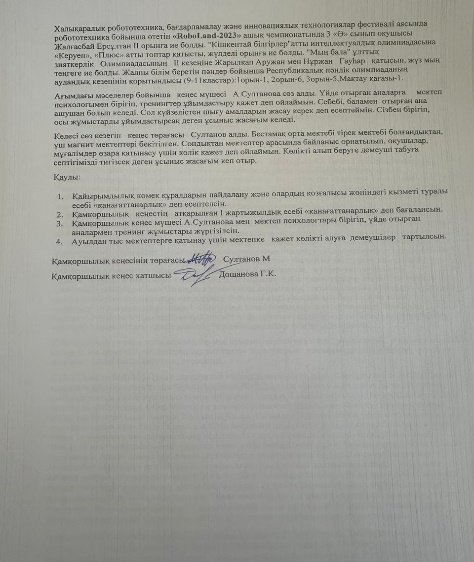 Халықаралық робототехника, бағдарламалау және инновациялық технологиялар фестивалі аясында
робототехника бойынша өтетін «RoboLand-2023» ашық чемпионатында 3 «Ә» сынып оқушысы
Жалғасбай Ерсұлтан ІІ орынға ие болды. "Кішкентай білгірлер"атты интеллектуалдық олимпиадасына
«Керуен», «Плюс» атты топтар қатысты, жүлделі орынға ие болды. "Мың бала" ұлттық
зияткерлік Олимпиадасының ІІ кезеңіне Жарылқап Аружан мен Нұржан Гауһар қатысып, жүз мың
теңгеге ие болды. Жалпы білім беретін пәндер бойынша Республикалық пәндік олимпиаданың
аудандық кезеңінің қорытындысы (9-11кластар):1орын-1, 2орын-6, 3орын-5,Мақтау қағазы-1.
Ағымдағы мәселелер бойынша кеңес мүшесі А.Султанова сөз алды. Үйде отырған аналарға мектеп
психологымен бірігіп, тренингтер ұйымдастыру қажет деп ойлаймын. Себебі, баламен отырған ана
ашушаң болып келеді. Сол күйзелістен шығу амалдарын жасау керек деп есептеймін. Сізбен бірігіп,
осы жұмыстарды ұйымдастырсақ деген ұсыныс жасағым келеді.
Келесі сөз кезегін кеңес төрағасы Султанов алды. Бестамақ орта мектебі тірек мектебі болғандықтан,
үш магнит мектептері бекітілген. Сондықтан мектептер арасында байланыс орнатылып, оқушылар,
мұғалімдер өзара қатынасу үшін көлік қажет деп ойлаймын. Көлікті алып беруге демеуші табуға
септігімізді тигізсек деген ұсыныс жасағым кеп отыр.
Қаулы:
1. Қайырымдылық көмек құралдарын пайдалану және олардың қозғалысы жөніндегі қызметі туралы
есебі «қанағаттанарлық» деп есептелсін.
2. Қамқоршылық кеңестің атқарылған І жартыжылдық есебі «қанағаттанарлық» деп бағалансын.
3. Қамқоршылық кеңес мүшесі А.Султанова мен мектеп психологтары бірігіп, үйде отырған
аналармен тренинг жұмыстары жүргізілсін.
4. Ауылдан тыс мектептерге қатынау үшін мектепке қажет көлікті алуға демеушілер тартылсын.
Қамқоршылық кеңесінің төрағасы Султанов М
Қамқоршылық кеңес хатшысы Дощанова Г.К.